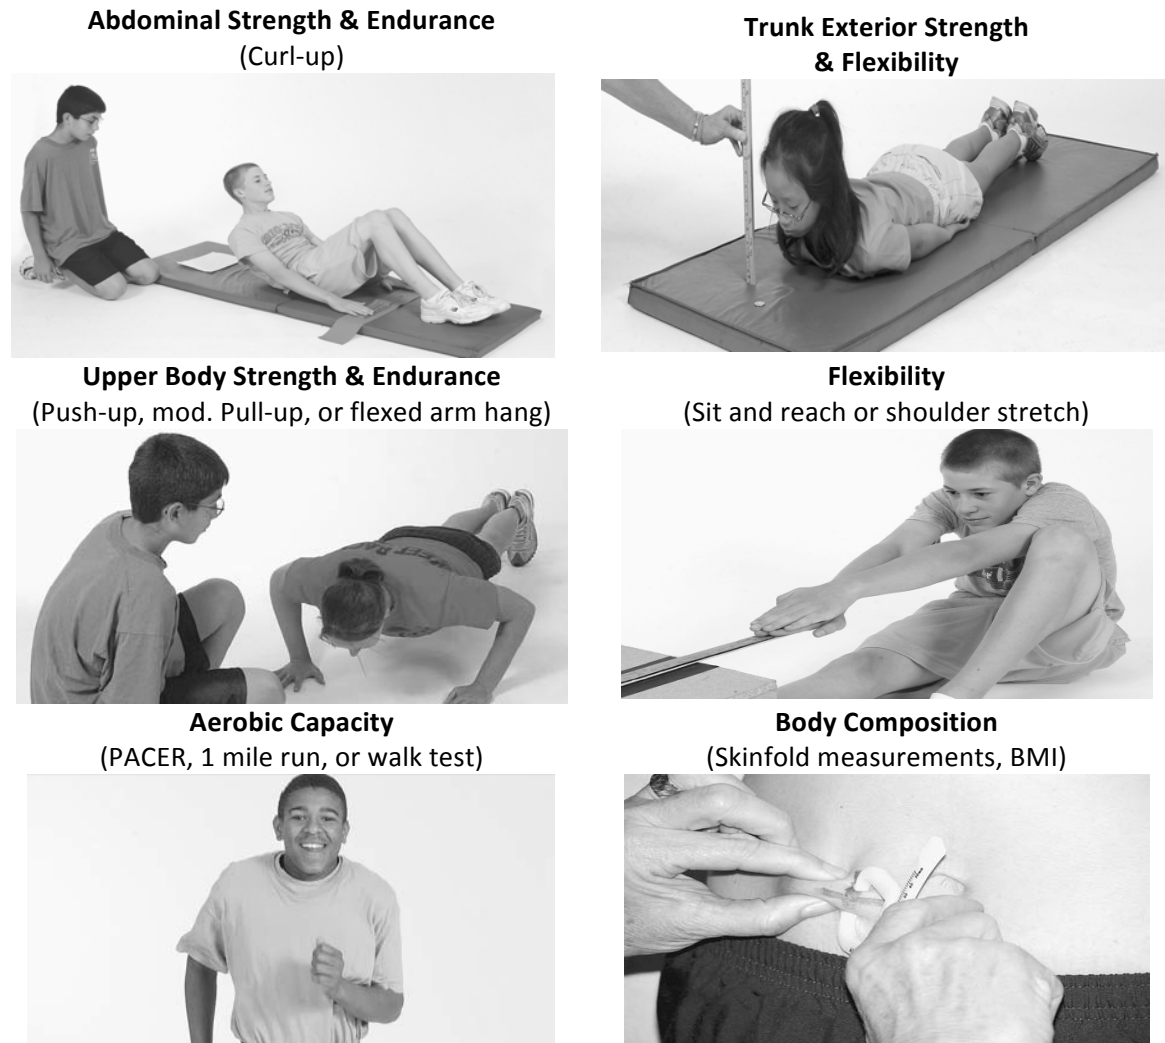 Abdominal Strength & Endurance
(Curl-up)
Trunk Exterior Strength
& Flexibility
Upper Body Strength & Endurance
(Push-up, mod. Pull-up, or flexed arm hang)
Flexibility
(Sit and reach or shoulder stretch)
Aerobic Capacity
(PACER, 1 mile run, or walk test)
Body Composition
(Skinfold measurements, BMI)